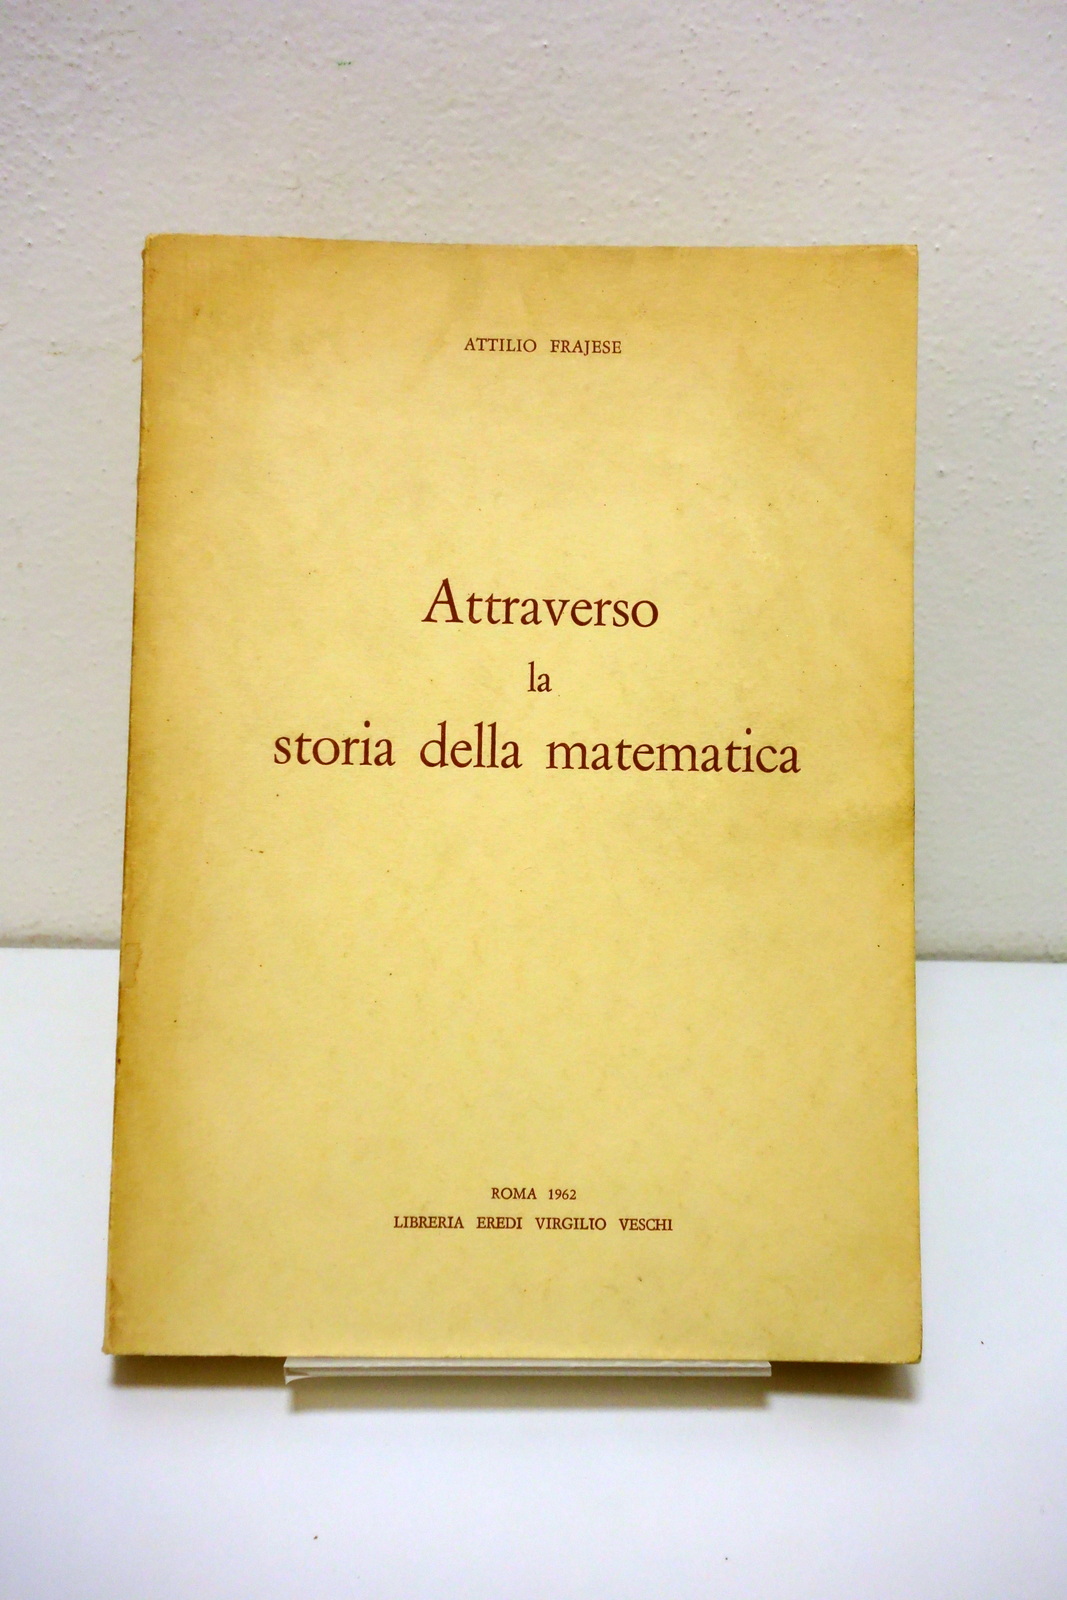 ATTILIO FRAJESE
Attraverso
la
storia della matematica
ROMA 1962
LIBRERIA EREDI VIRGILIO VESCHI